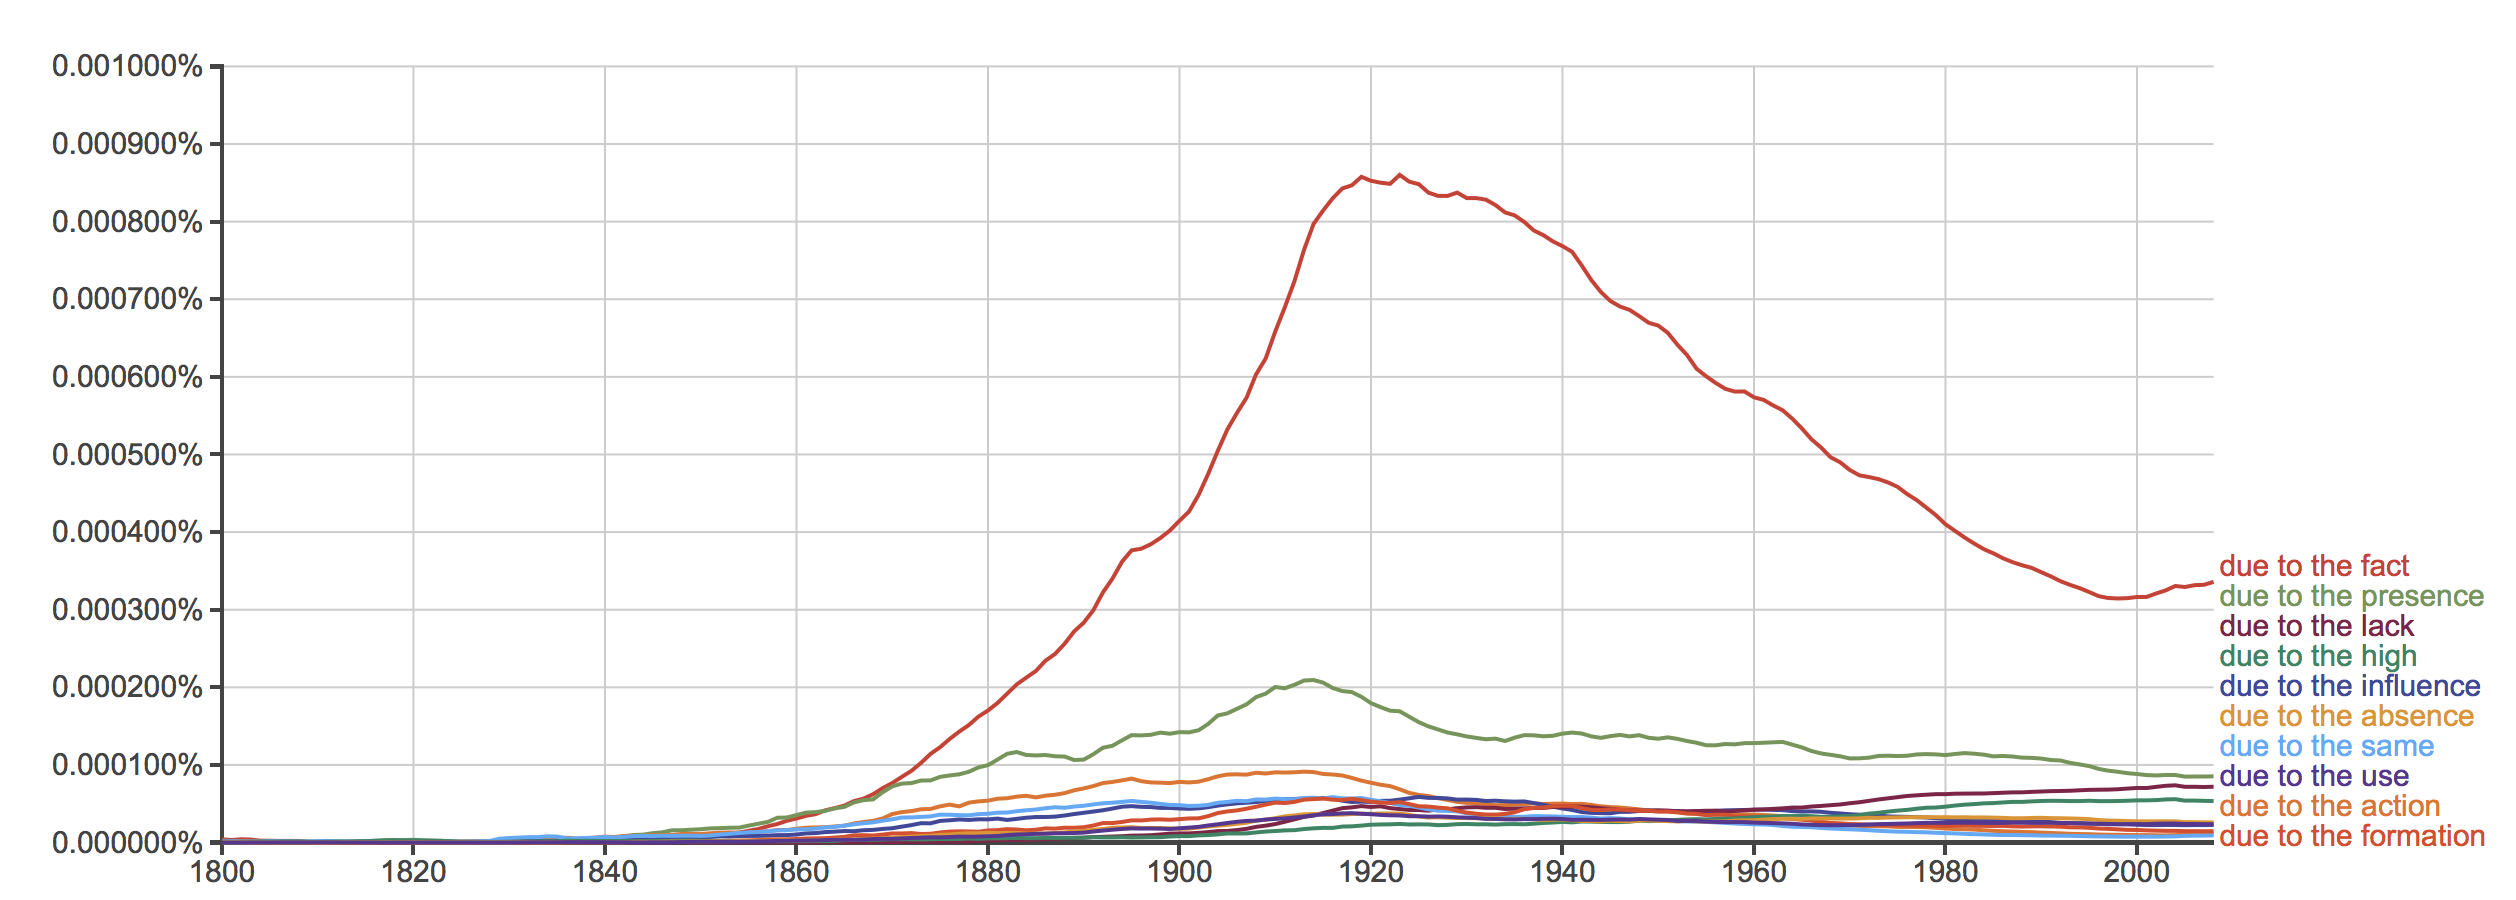 0.001000%
0.000900%
0.000800%
0.000700%
0.000600%
0.000500%
0.000400%
0.000300%
0.000200%
0.000100%
0.000000%
1800 1820 1840 1860 1880 1900 1920 1940 1960 1980 2000
due to the fact
due to the presence
due to the lack
due to the high
due to the influence
due to the absence
due to the same
due to the use
due to the action
due to the formation